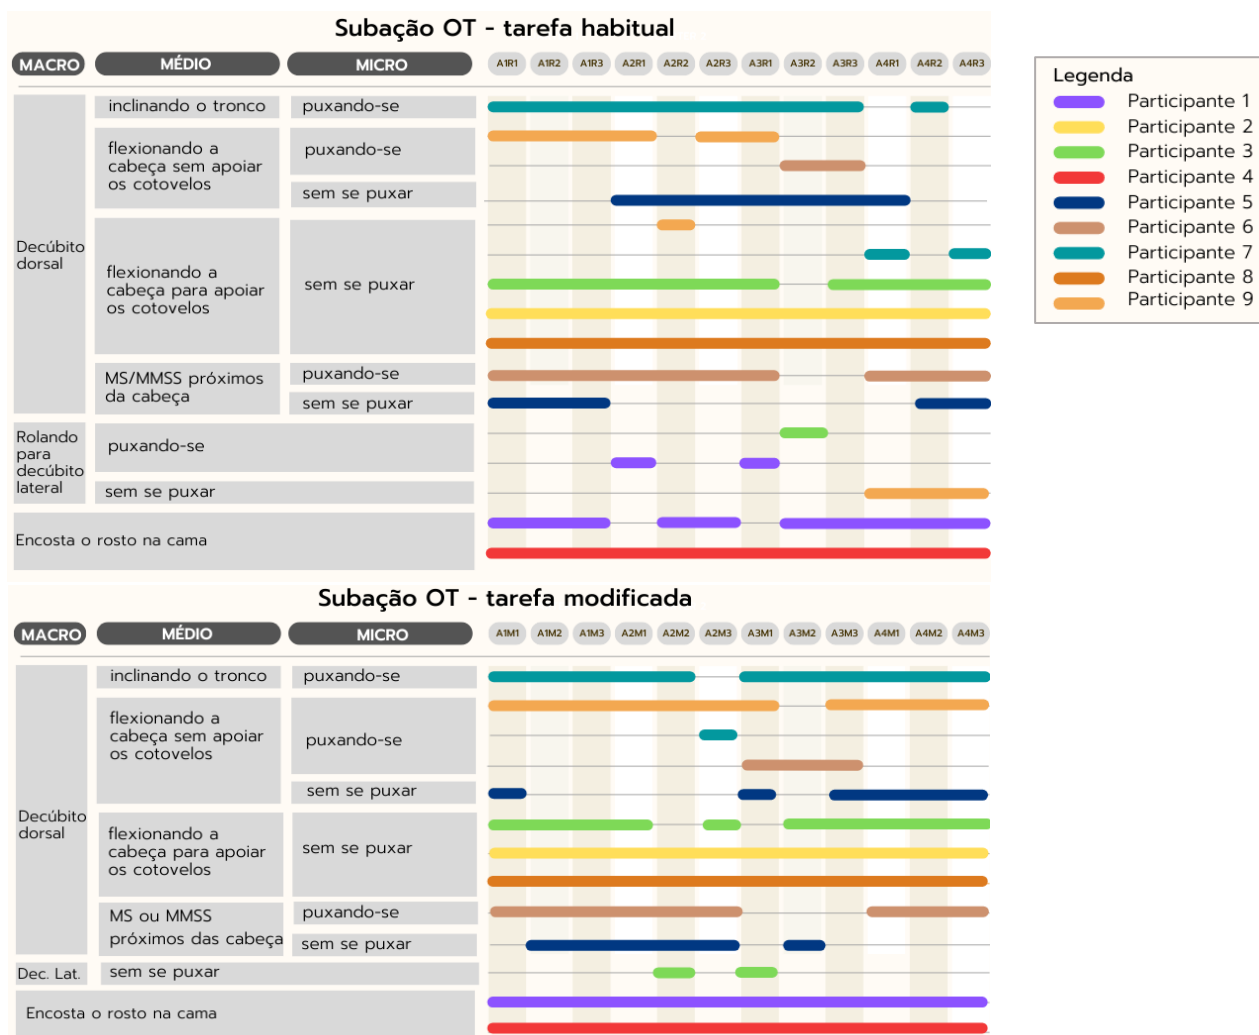 Subação OT - tarefa habitual
MACRO MÉDIO MICRO A1R1 A1R2 A1R3 A2R1 A2R2 A2R3 A3R1 A3R2 A3R3 A4R1 A4R2 A4R3
inclinando o tronco puxando-se
flexionando a
cabeça sem apoiar
os cotovelos
puxando-se
sem se puxar
Decúbito
dorsal
flexionando a
cabeça para apoiar
os cotovelos
sem se puxar
MS/MMSS próximos
da cabeça
puxando-se
sem se puxar
Rolando
para
decúbito
lateral
puxando-se
sem se puxar
Encosta o rosto na cama
Legenda
Participante 1
Participante 2
Participante 3
Participante 4
Participante 5
Participante 6
Participante 7
Participante 8
Participante 9
Subação OT - tarefa modificada
MACRO MÉDIO MICRO A1M1 A1M2 A1M3 A2M1 A2M2 A2M3 A3M1 A3M2 A3M3 A4M1 A4M2 A4M3
inclinando o tronco puxando-se
flexionando a
cabeça sem apoiar
os cotovelos
puxando-se
sem se puxar
Decúbito
dorsal
flexionando a
cabeça para apoiar
os cotovelos
sem se puxar
MS ou MMSS
próximos das cabeça
puxando-se
sem se puxar
Dec. Lat. sem se puxar
Encosta o rosto na cama